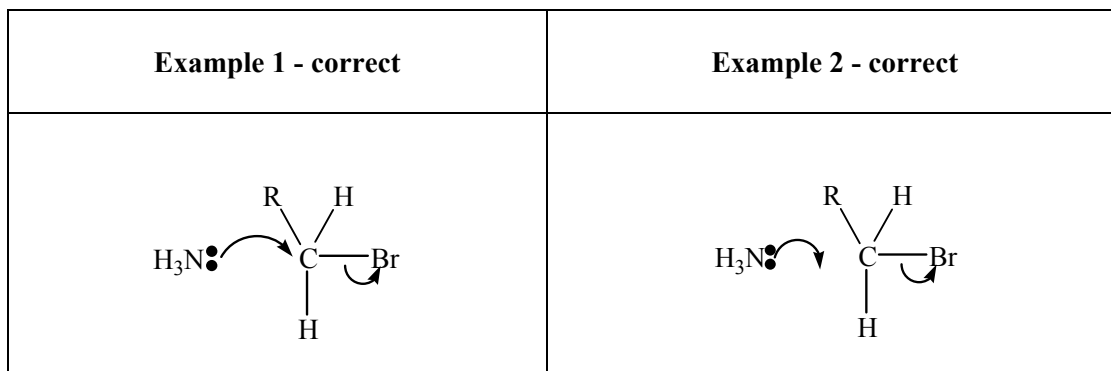 Example 1 - correct
Example 2 - correct
R H
H₃N: C Br
H
R H
H₃N: C Br
H